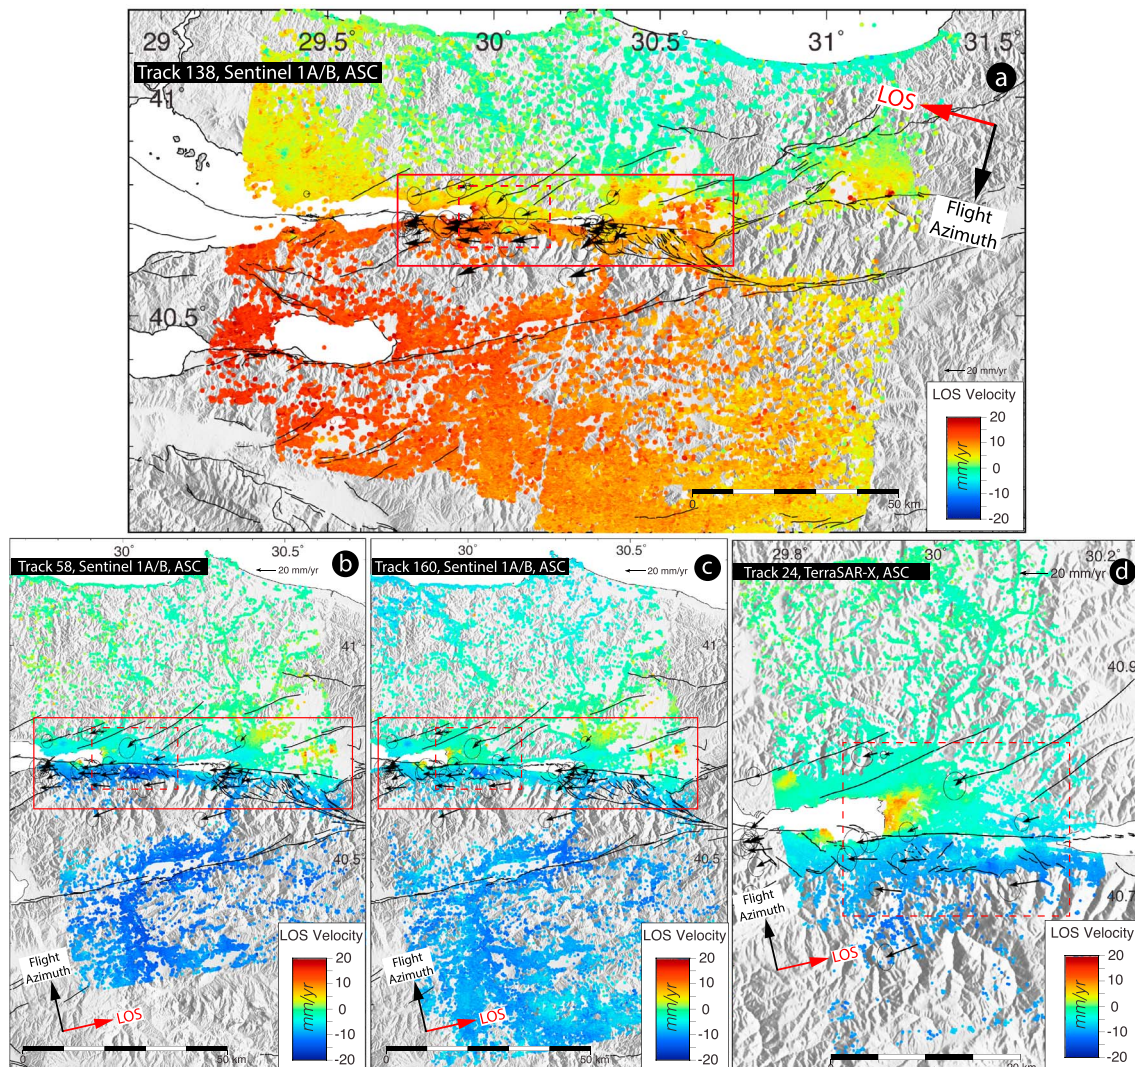 29
29.5°
30°
30.5°
31°
31.5°
Track 138, Sentinel 1A/B, ASC
a
41°
LOS
Flight
Azimuth
40.5°
20 mm/yr
LOS Velocity
20
10
0
-10
-20
mm/yr
0
50 km
30°
30.5°
Track 58, Sentinel 1A/B, ASC
b
20 mm/yr
41
40.5
Flight
Azimuth
LOS
LOS Velocity
20
10
0
-10
-20
mm/yr
0
50 km
30°
30.5°
Track 160, Sentinel 1A/B, ASC
c
20 mm/yr
41
40.5
Flight
Azimuth
LOS
LOS Velocity
20
10
0
-10
-20
mm/yr
0
50 km
29.8°
30°
30.2°
Track 24, TerraSAR-X, ASC
d
20 mm/yr
40.9
40.7
Flight
Azimuth
LOS
LOS Velocity
20
10
0
-10
-20
mm/yr
0